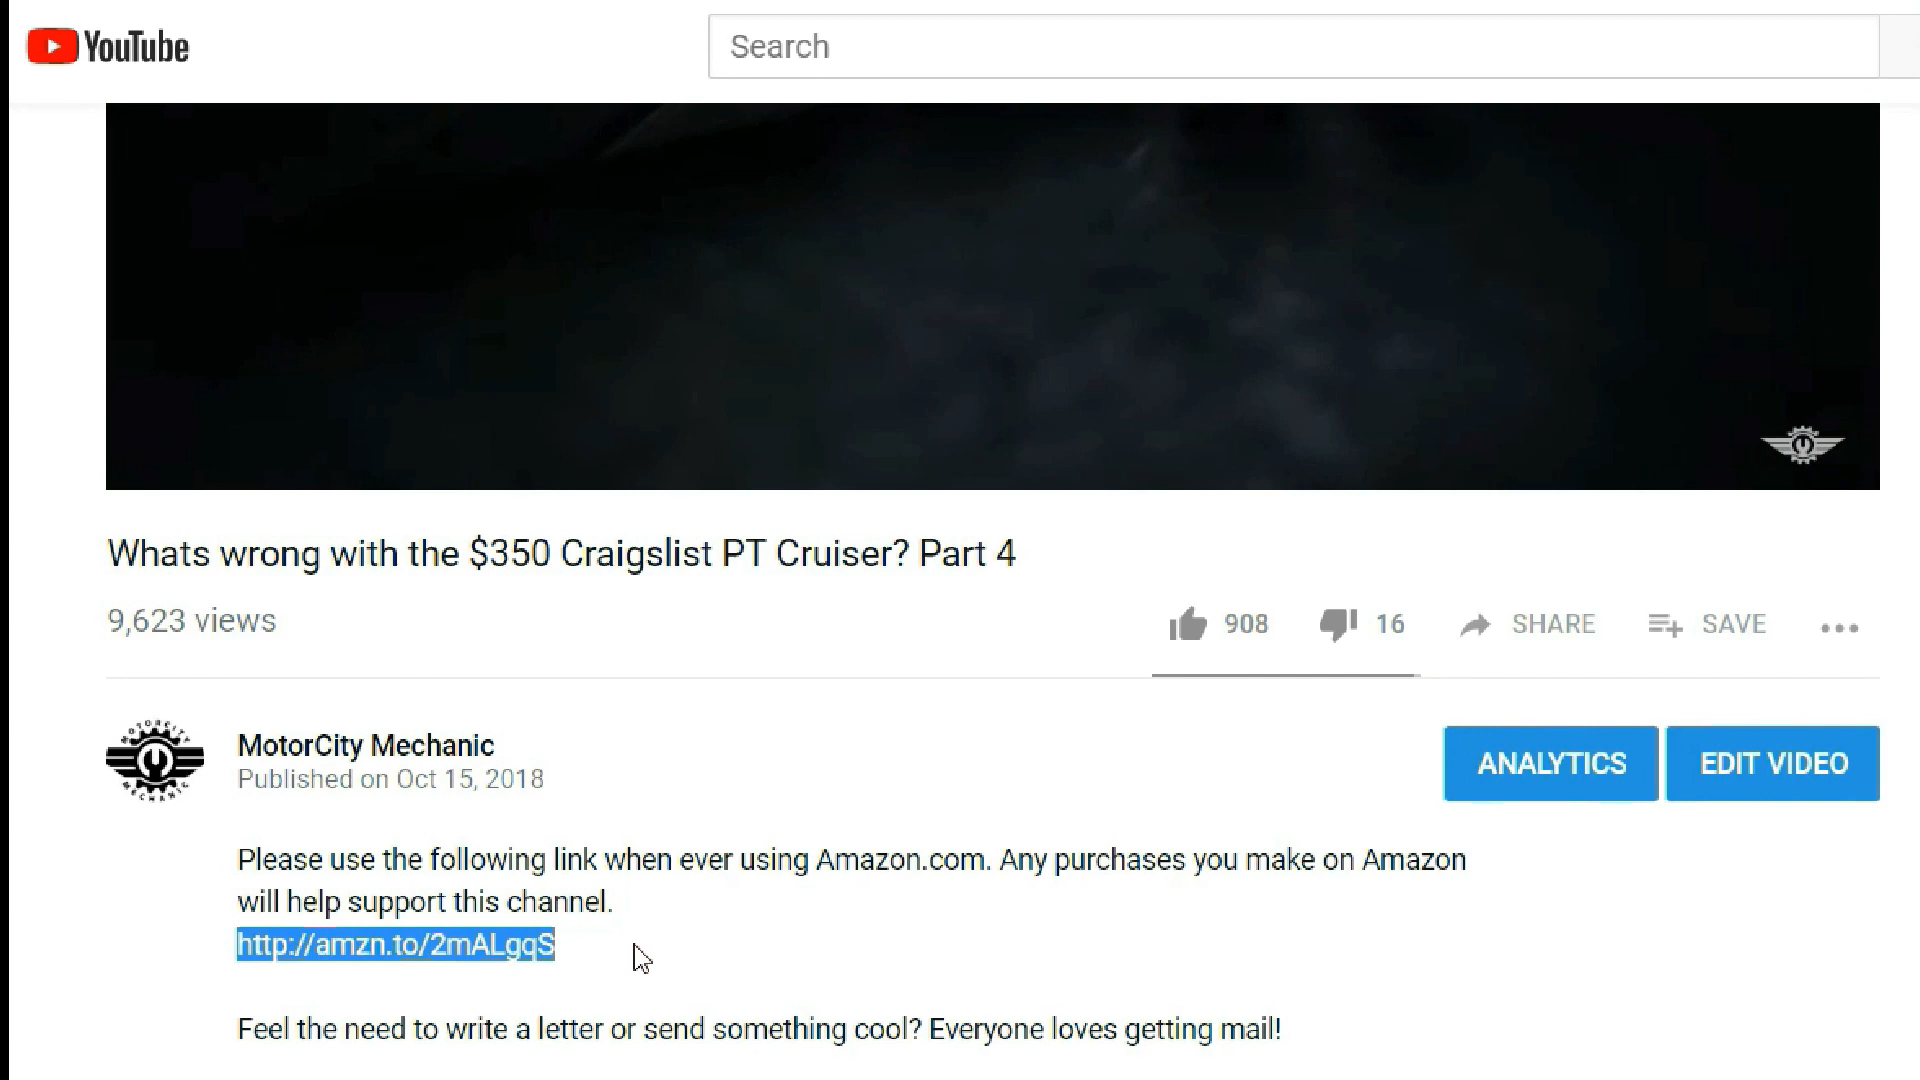 YouTube
Search
Whats wrong with the $350 Craigslist PT Cruiser? Part 4
9,623 views
908
16
SHARE
SAVE
MOTORCITY
MECHANIC
MotorCity Mechanic
Published on Oct 15, 2018
ANALYTICS
EDIT VIDEO
Please use the following link when ever using Amazon.com. Any purchases you make on Amazon
will help support this channel.
http://amzn.to/2mALgqS
Feel the need to write a letter or send something cool? Everyone loves getting mail!